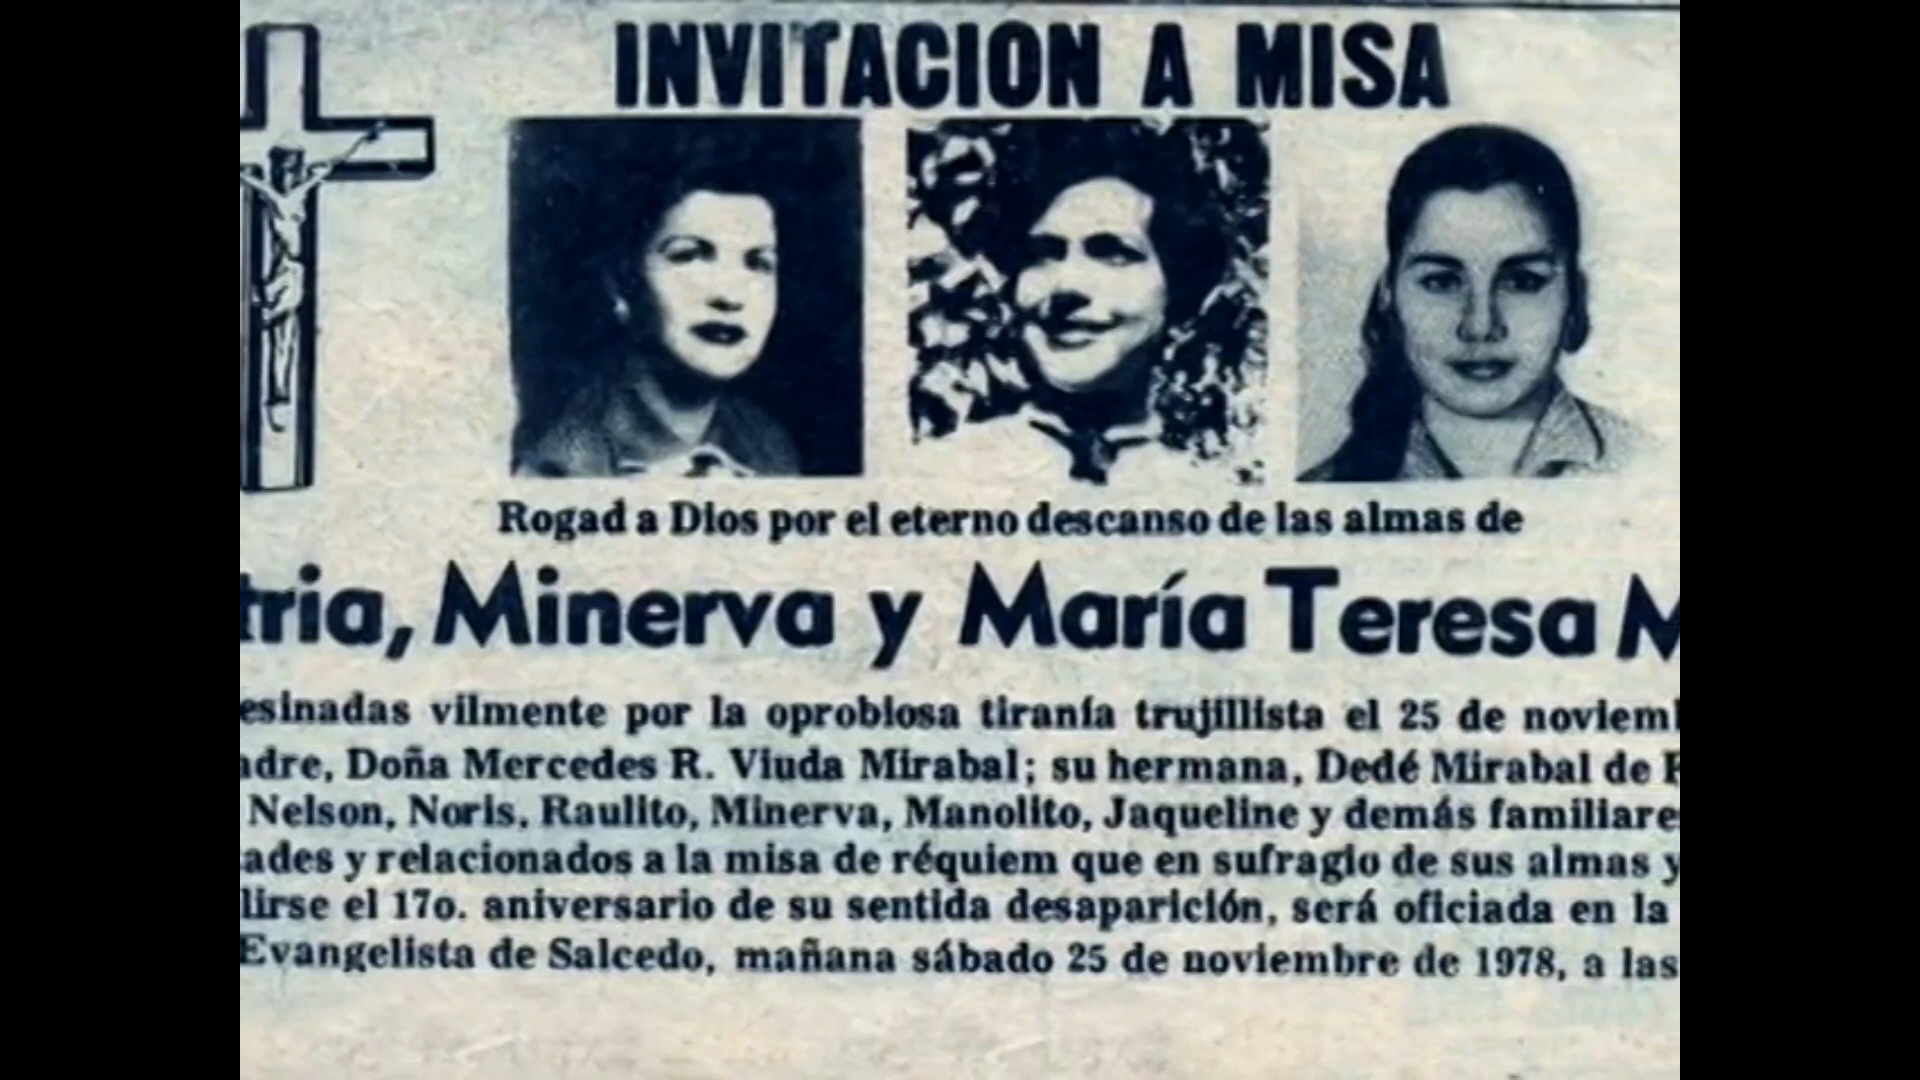 INVITACION A MISA
Rogad a Dios por el eterno descanso de las almas de
tria, Minerva y María Teresa M
esinadas vilmente por la oprobiosa tiranía trujillista el 25 de noviem
adre, Doña Mercedes R. Viuda Mirabal; su hermana, Dedé Mirabal de
Nelson, Noris, Raulito, Minerva, Manolito, Jaqueline y demás familiare
ades y relacionados a la misa de réquiem que en sufragio de sus almas y
lirse el 17o. aniversario de su sentida desaparición, será oficiada en la
Evangelista de Salcedo, mañana sábado 25 de noviembre de 1978, a las